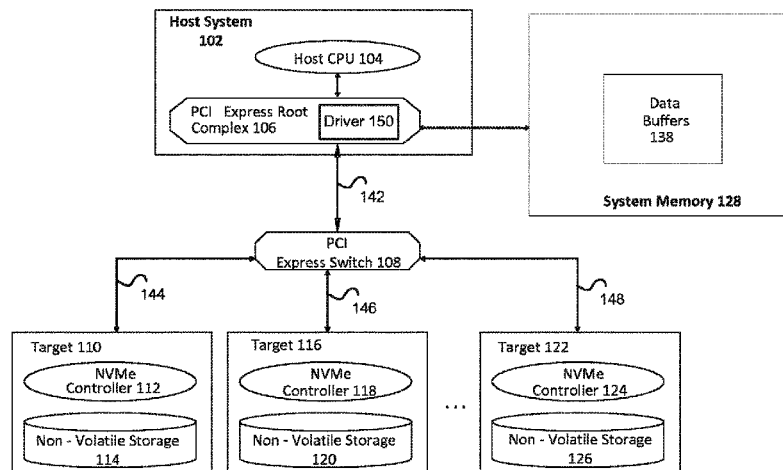 Host System
102
Host CPU 104
PCI Express Root
Complex 106
Driver 150
Data
Buffers
138
System Memory 128
142
PCI
Express Switch 108
144
146
148
Target 110
NVMe
Controller 112
Non - Volatile Storage
114
Target 116
NVMe
Controller 118
Non - Volatile Storage
120
...
Target 122
NVMe
Controller 124
Non - Volatile Storage
126